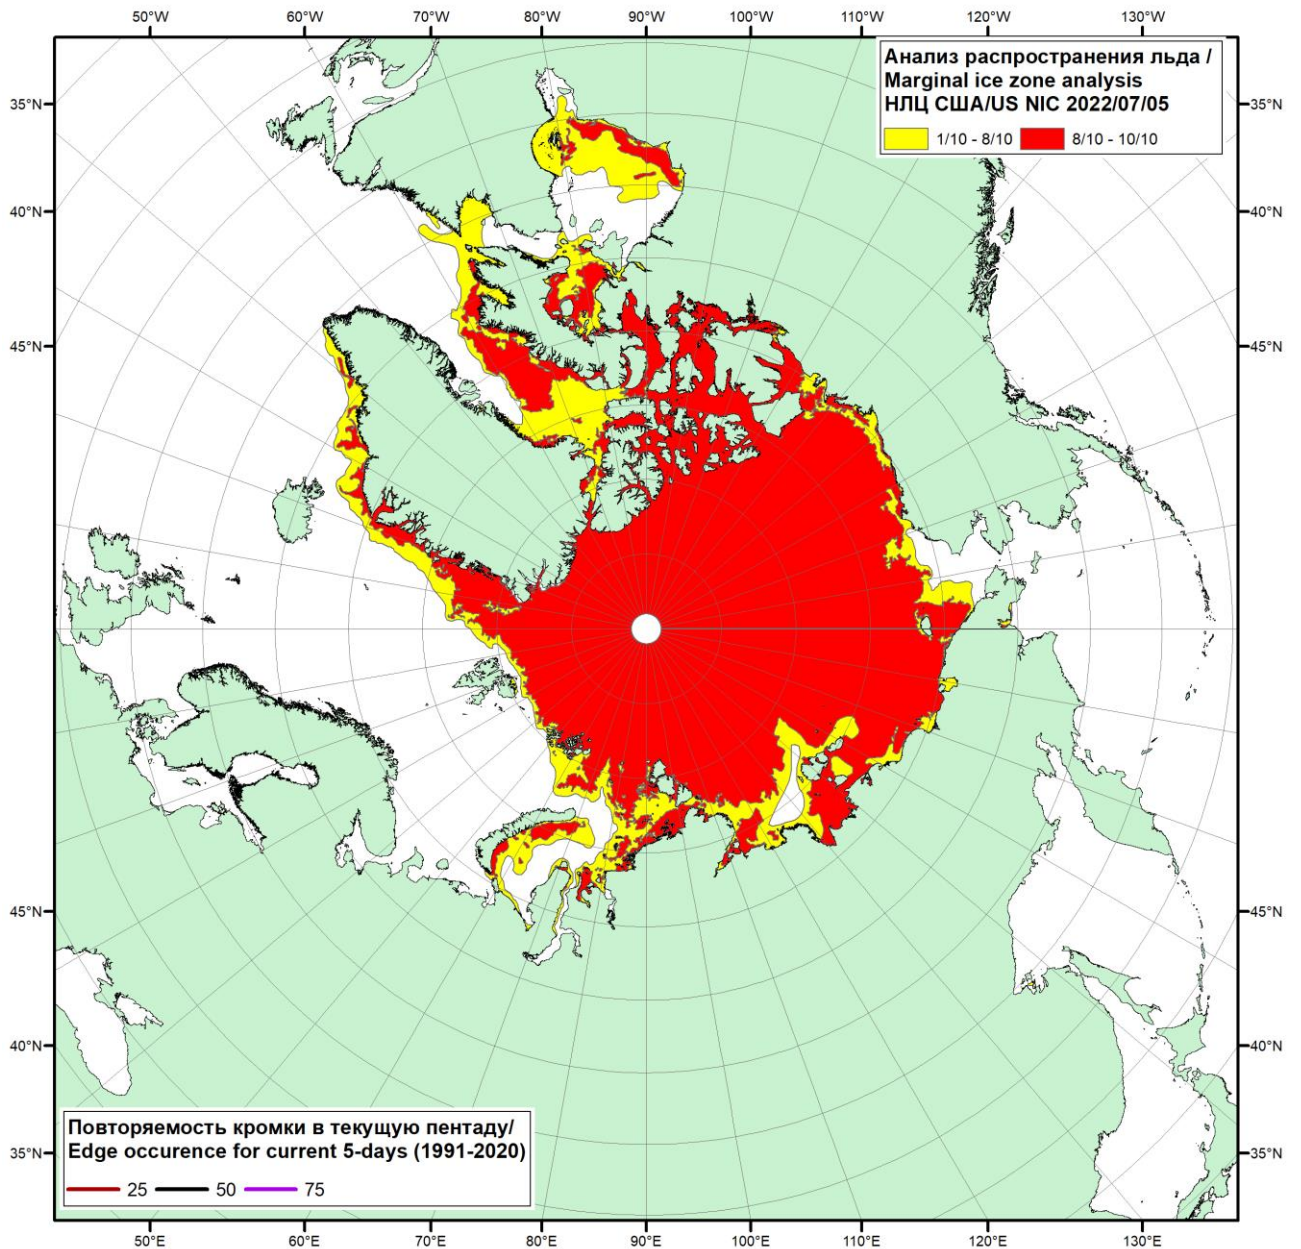 50°W 60°W 70°W 80°W 90°W 100°W 110°W 120°W 130°W
Анализ распространения льда /
Marginal ice zone analysis
НЛЦ США/US NIC 2022/07/05
1/10 - 8/10 8/10 - 10/10
35°N 35°N
40°N 40°N
45°N 45°N
45°N 45°N
40°N 40°N
Повторяемость кромки в текущую пентаду/
Edge occurence for current 5-days (1991-2020)
35°N 35°N
25 50 75
50°E 60°E 70°E 80°E 90°E 100°E 110°E 120°E 130°E